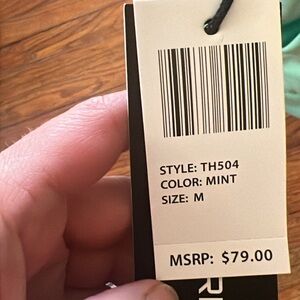 STYLE: TH504
COLOR: MINT
SIZE: M
MSRP: $79.00